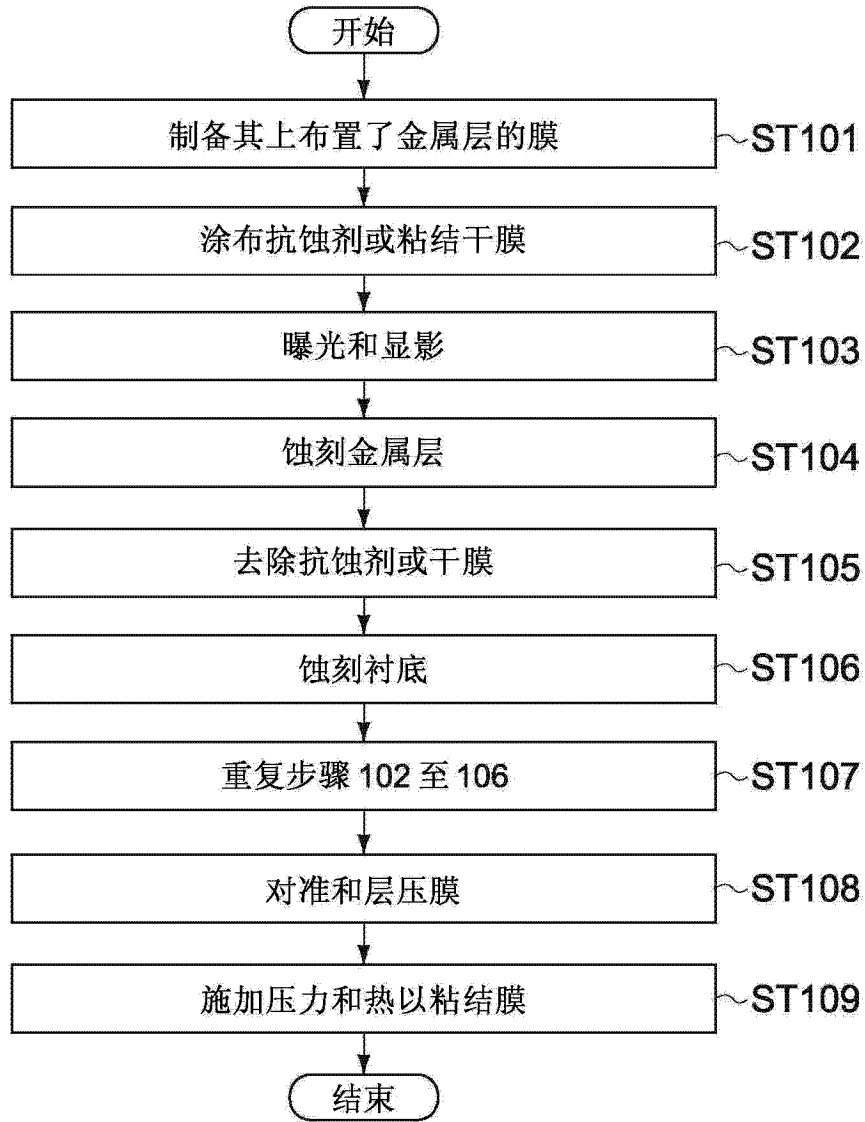 开始
制备其上布置了金属层的膜 ST101
涂布抗蚀剂或粘结干膜 ST102
曝光和显影 ST103
蚀刻金属层 ST104
去除抗蚀剂或干膜 ST105
蚀刻衬底 ST106
重复步骤 102 至 106 ST107
对准和层压膜 ST108
施加压力和热以粘结膜 ST109
结束